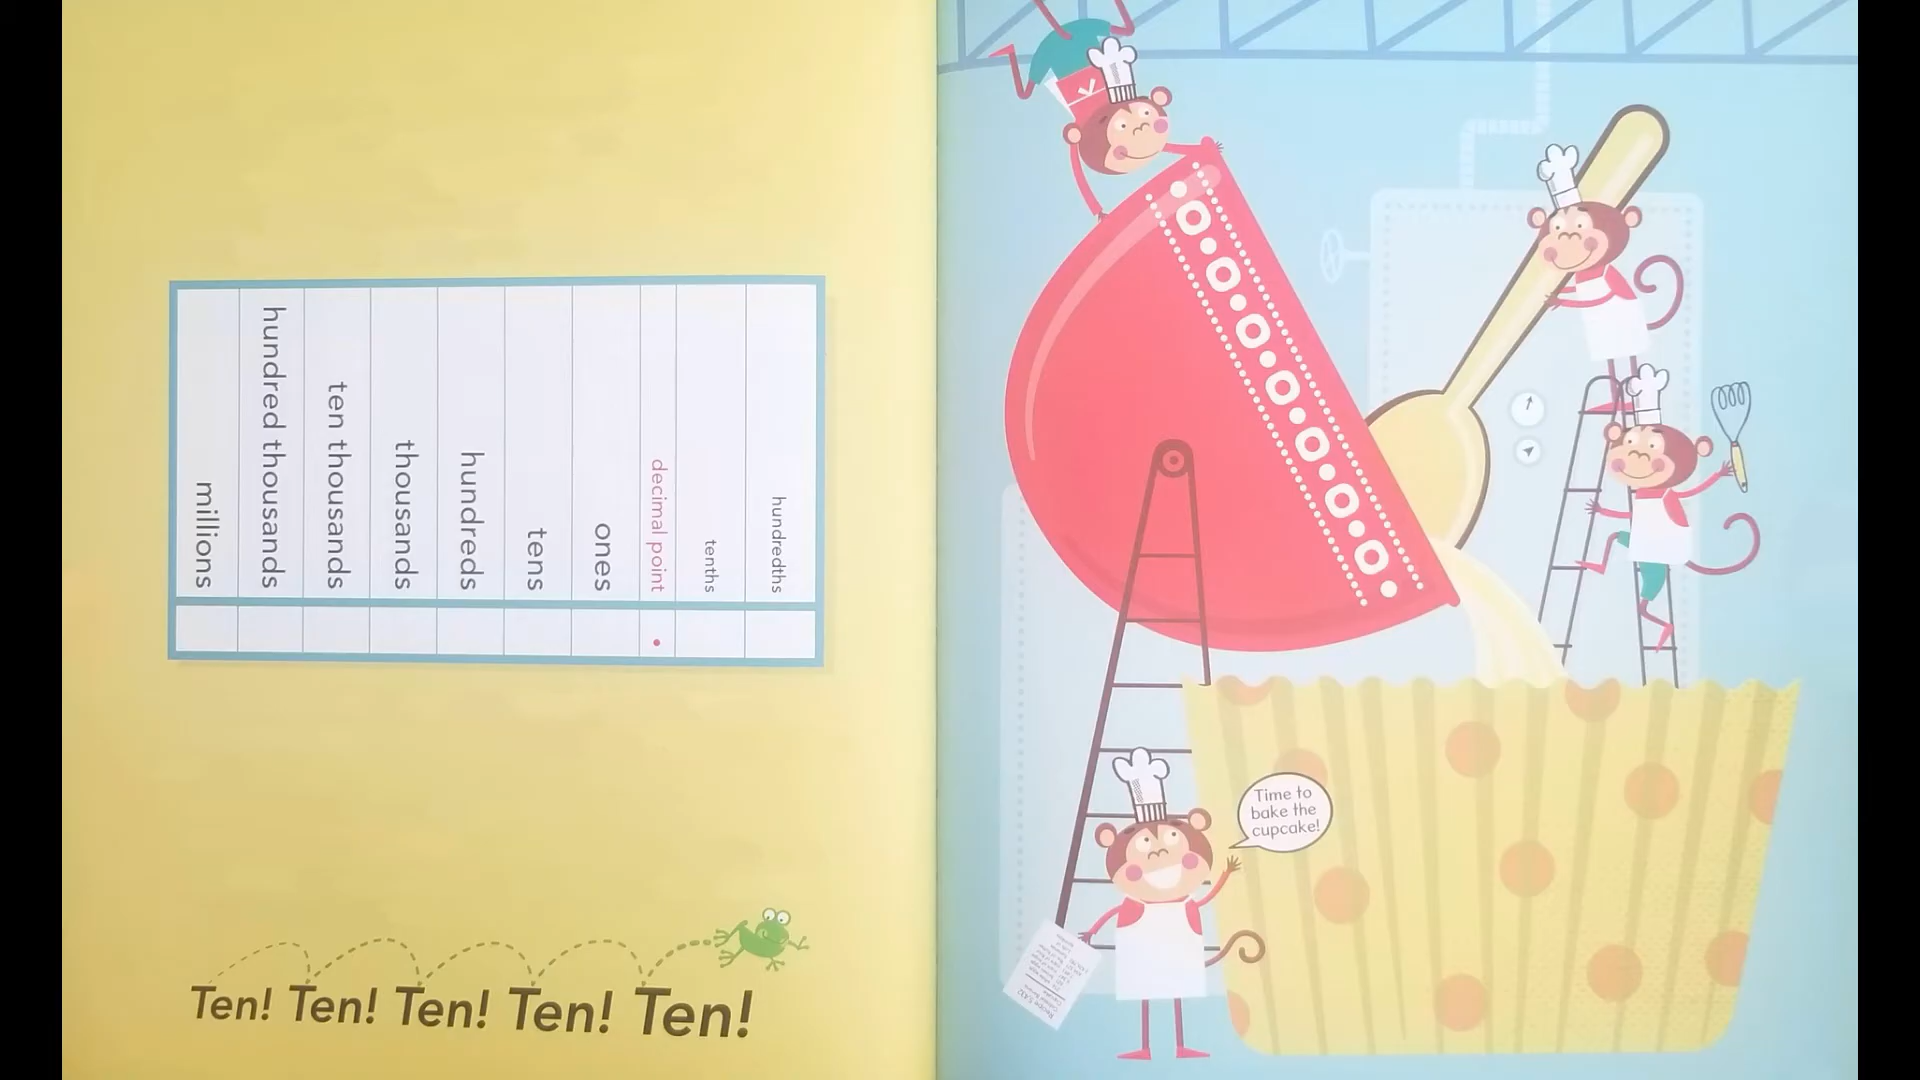 millions
hundred thousands
ten thousands
thousands
hundreds
tens
ones
decimal point
tenths
hundredths
Ten! Ten! Ten! Ten! Ten!
Time to
bake the
cupcake!